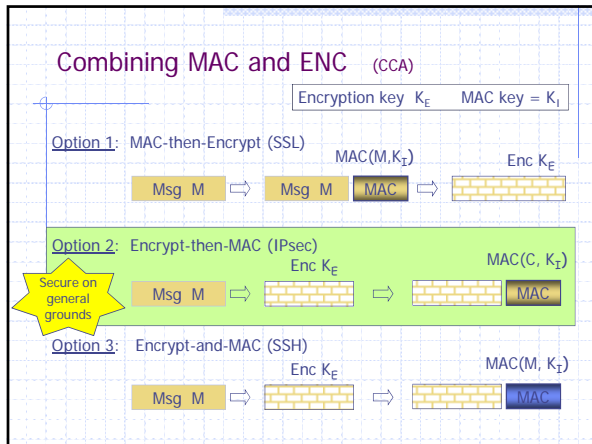 Combining MAC and ENC (CCA)
Encryption key K_E MAC key = K_I
Option 1: MAC-then-Encrypt (SSL)
MAC(M,K_I)
Enc K_E
Msg M
Msg M
MAC
Option 2: Encrypt-then-MAC (IPsec)
Enc K_E
MAC(C, K_I)
Secure on
general
grounds
Msg M
MAC
Option 3: Encrypt-and-MAC (SSH)
Enc K_E
MAC(M, K_I)
Msg M
MAC